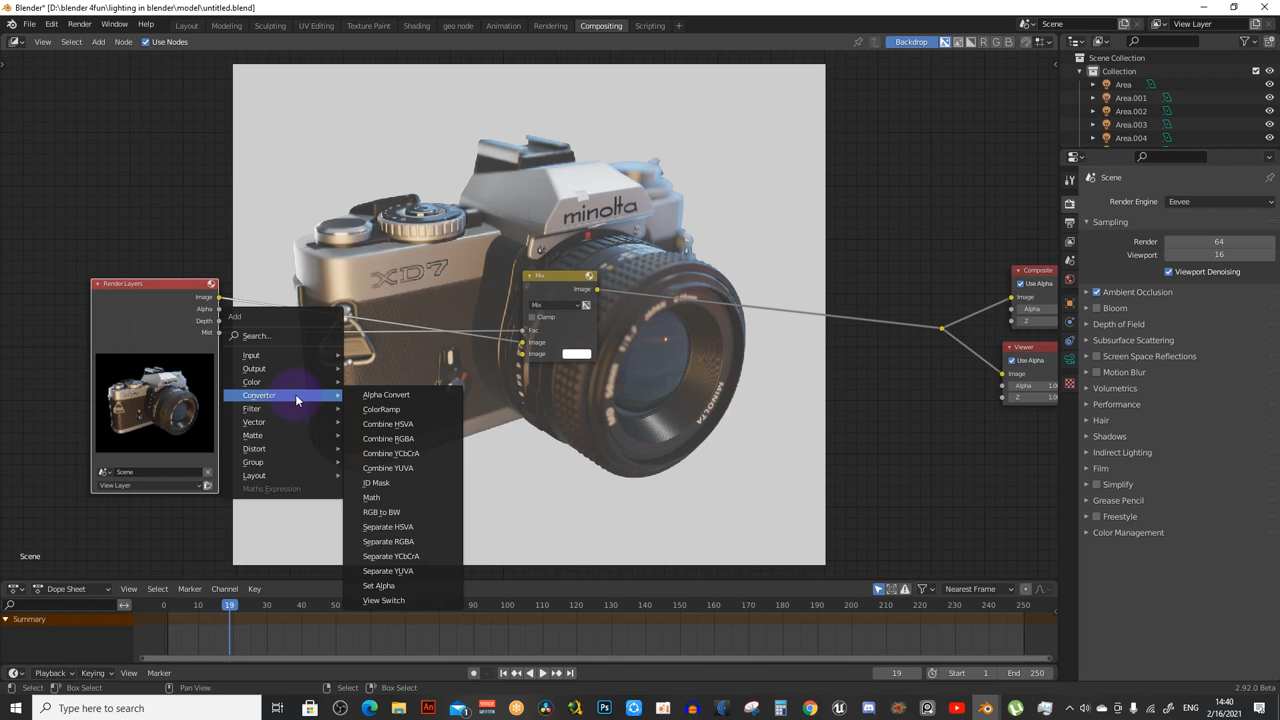 Blender* [D:\blender 4fun\lighting in blender\model\untitled.blend]
File Edit Render Window Help Layout Modeling Sculpting UV Editing Texture Paint Shading geo node Animation Rendering Compositing Scripting Scene View Layer
View Select Add Node Use Nodes Backdrop R G B
Scene Collection
Collection
Area
Area.001
Area.002
Area.003
Area.004
Scene
Render Engine Eevee
Sampling
Render 64
Viewport 16
Viewport Denoising
Ambient Occlusion
Bloom
Depth of Field
Subsurface Scattering
Screen Space Reflections
Motion Blur
Volumetrics
Performance
Hair
Shadows
Indirect Lighting
Film
Simplify
Grease Pencil
Freestyle
Color Management
minolta
XD7
MINOLTA
Render Layers
Image
Alpha
Depth
Mist
Scene
View Layer
Add
Search...
Input
Output
Color
Converter
Filter
Vector
Matte
Distort
Group
Layout
Maths Expression
Alpha Convert
ColorRamp
Combine HSVA
Combine RGBA
Combine YCbCrA
Combine YUVA
ID Mask
Math
RGB to BW
Separate HSVA
Separate RGBA
Separate YCbCrA
Separate YUVA
Set Alpha
View Switch
Mix
Image
Mix
Clamp
Fac
Image
Image
Composite
Use Alpha
Image
Alpha
Z
Viewer
Use Alpha
Image
Alpha 1.0
Z 1.0
Scene
Dope Sheet View Select Marker Channel Key Nearest Frame
0 10 19 30 40 50 90 100 110 120 130 140 150 160 170 180 190 200 210 220 230 240 250
Summary
Playback Keying View Marker 19 Start 1 End 250
Select Box Select Pan View Select Box Select 2.92.0 Beta
Type here to search
14:40
2/16/2021